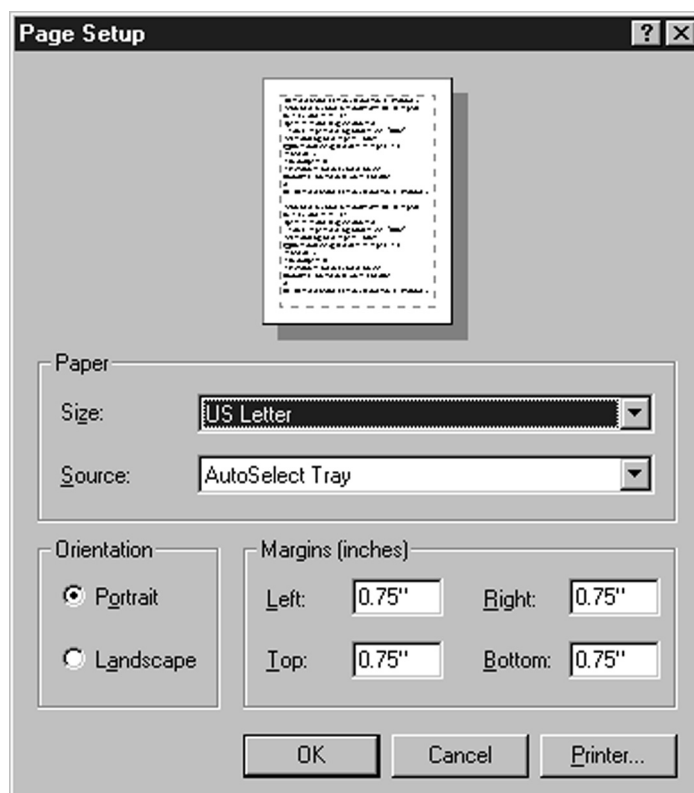 Page Setup
Paper
Size: US Letter
Source: AutoSelect Tray
Orientation
Portrait
Landscape
Margins (inches)
Left: 0.75" Right: 0.75"
Top: 0.75" Bottom: 0.75"
OK Cancel Printer...